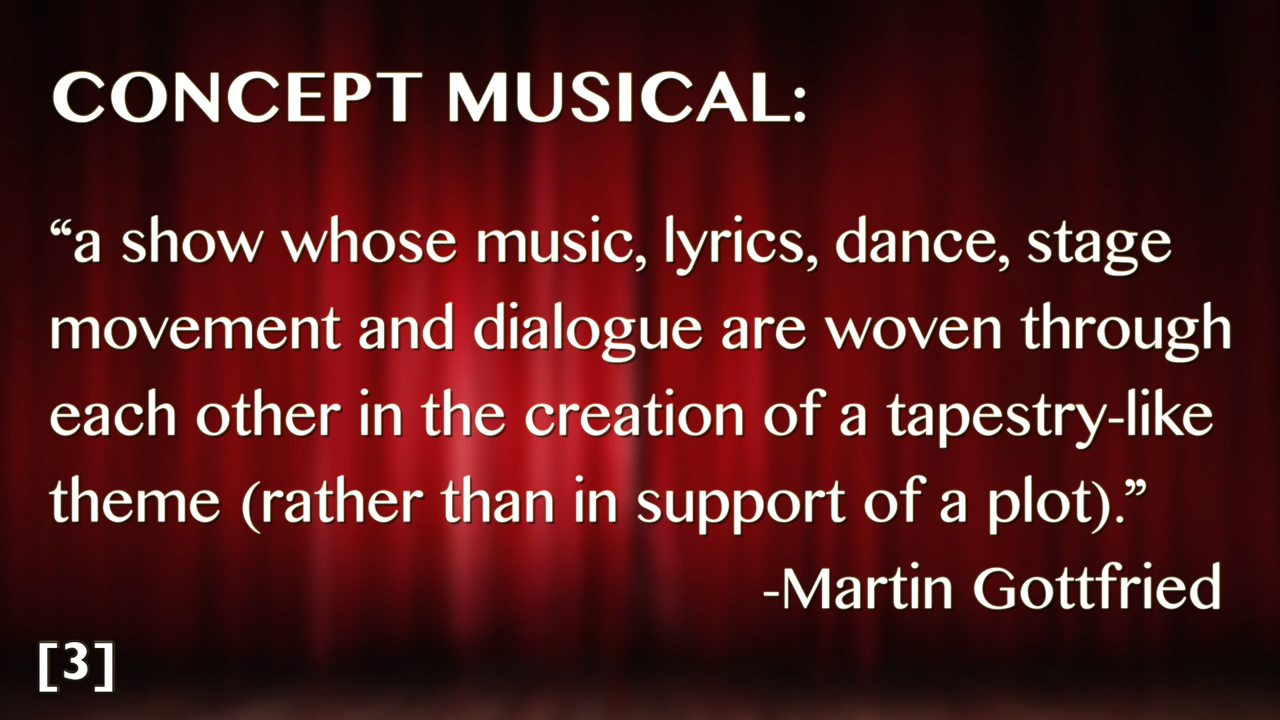 CONCEPT MUSICAL:
“a show whose music, lyrics, dance, stage
movement and dialogue are woven through
each other in the creation of a tapestry-like
theme (rather than in support of a plot).”
-Martin Gottfried
[3]